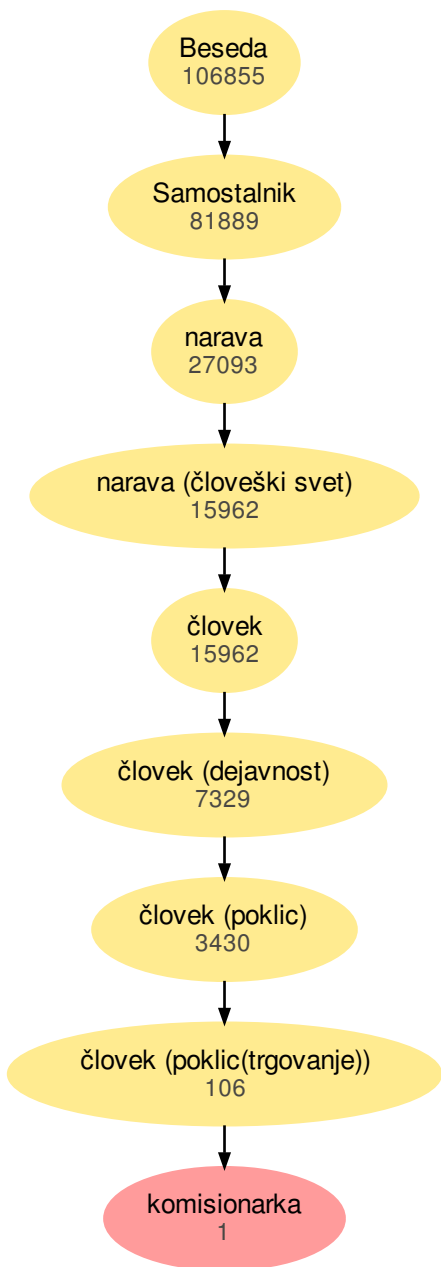 Beseda
106855
Samostalnik
81889
narava
27093
narava (človeški svet)
15962
človek
15962
človek (dejavnost)
7329
človek (poklic)
3430
človek (poklic(trgovanje))
106
komisionarka
1